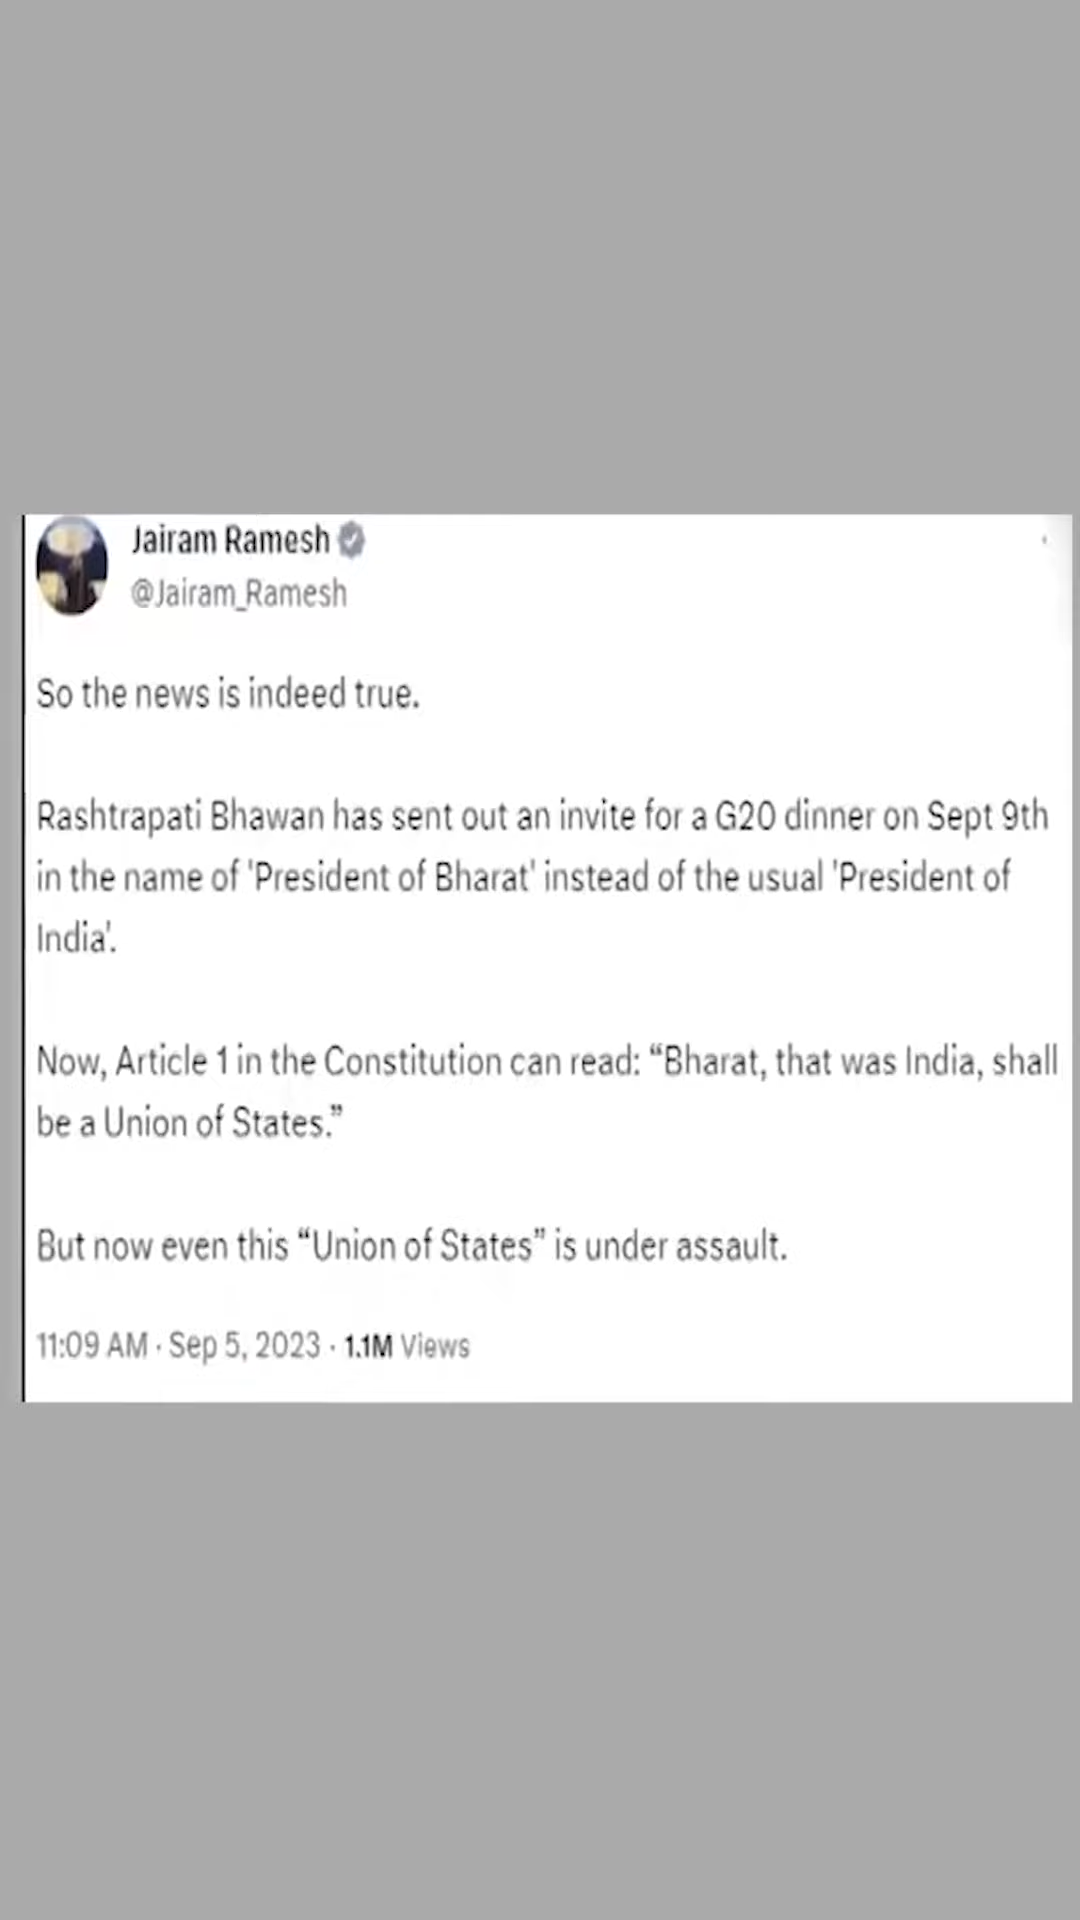 Jairam Ramesh
@Jairam_Ramesh
So the news is indeed true.
Rashtrapati Bhawan has sent out an invite for a G20 dinner on Sept 9th
in the name of 'President of Bharat' instead of the usual 'President of
India'.
Now, Article 1 in the Constitution can read: “Bharat, that was India, shall
be a Union of States.”
But now even this “Union of States” is under assault.
11:09 AM · Sep 5, 2023 · 1.1M Views